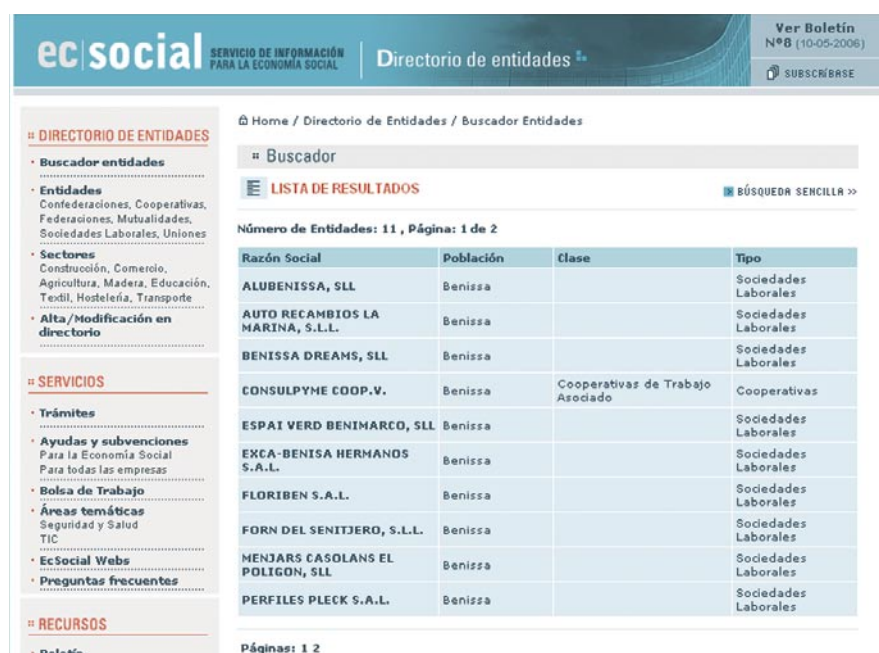 ec|social SERVICIO DE INFORMACIÓN
PARA LA ECONOMÍA SOCIAL
Directorio de entidades
Ver Boletín
Nº8 (10-05-2006)
SUBSCRÍBASE
DIRECTORIO DE ENTIDADES
Buscador entidades
Entidades
Confederaciones, Cooperativas,
Federaciones, Mutualidades,
Sociedades Laborales, Uniones
Sectores
Construcción, Comercio,
Agricultura, Madera, Educación,
Textil, Hostelería, Transporte
Alta/Modificación en
directorio
SERVICIOS
Trámites
Ayudas y subvenciones
Para la Economía Social
Para todas las empresas
Bolsa de Trabajo
Áreas temáticas
Seguridad y Salud
TIC
EcSocial Webs
Preguntas frecuentes
RECURSOS
Boletín
Home / Directorio de Entidades / Buscador Entidades
Buscador
LISTA DE RESULTADOS
BÚSQUEDA SENCILLA >>
Número de Entidades: 11 , Página: 1 de 2
Razón Social Población Clase Tipo
ALUBENISSA, SLL Benissa Sociedades
Laborales
AUTO RECAMBIOS LA
MARINA, S.L.L. Benissa Sociedades
Laborales
BENISSA DREAMS, SLL Benissa Sociedades
Laborales
CONSULPYME COOP.V. Benissa Cooperativas de Trabajo
Asociado Cooperativas
ESPAI VERD BENIMARCO, SLL Benissa Sociedades
Laborales
EXCA-BENISA HERMANOS
S.A.L. Benissa Sociedades
Laborales
FLORIBEN S.A.L. Benissa Sociedades
Laborales
FORN DEL SENITJERO, S.L.L. Benissa Sociedades
Laborales
MENJARS CASOLANS EL
POLIGON, SLL Benissa Sociedades
Laborales
PERFILES PLECK S.A.L. Benissa Sociedades
Laborales
Páginas: 1 2